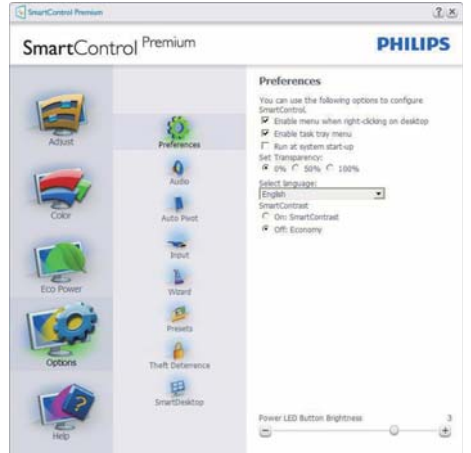 SmartControl Premium
SmartControl Premium
PHILIPS
Adjust
Color
Eco Power
Options
Help
Preferences
Audio
Auto Pivot
Input
Wizard
Presets
Theft Deterrence
SmartDesktop
Preferences
You can use the following options to configure
SmartControl.
Enable menu when right-clicking on desktop
Enable task tray menu
Run at system start-up
Set Transparency:
0% 50% 100%
Select language:
English
SmartContrast
On: SmartContrast
Off: Economy
Power LED Button Brightness 3